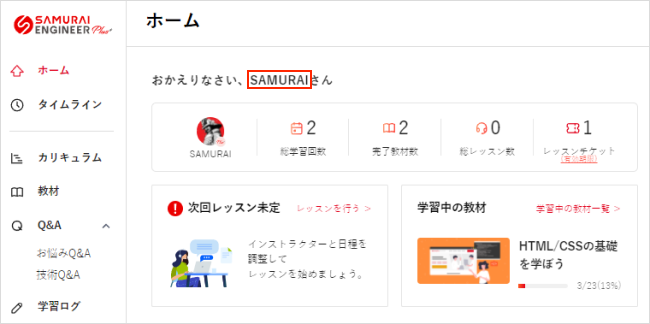 SAMURAI
ENGINEER Plus+
ホーム
タイムライン
カリキュラム
教材
Q&A
お悩みQ&A
技術Q&A
学習ログ
ホーム
おかえりなさい、SAMURAIさん
SAMURAI
2
総学習回数
2
完了教材数
0
総レッスン数
1
レッスンチケット
(有効期限)
次回レッスン未定
レッスンを行う >
インストラクターと日程を
調整して
レッスンを始めましょう。
学習中の教材
学習中の教材一覧 >
HTML/CSSの基礎
を学ぼう
3/23(13%)